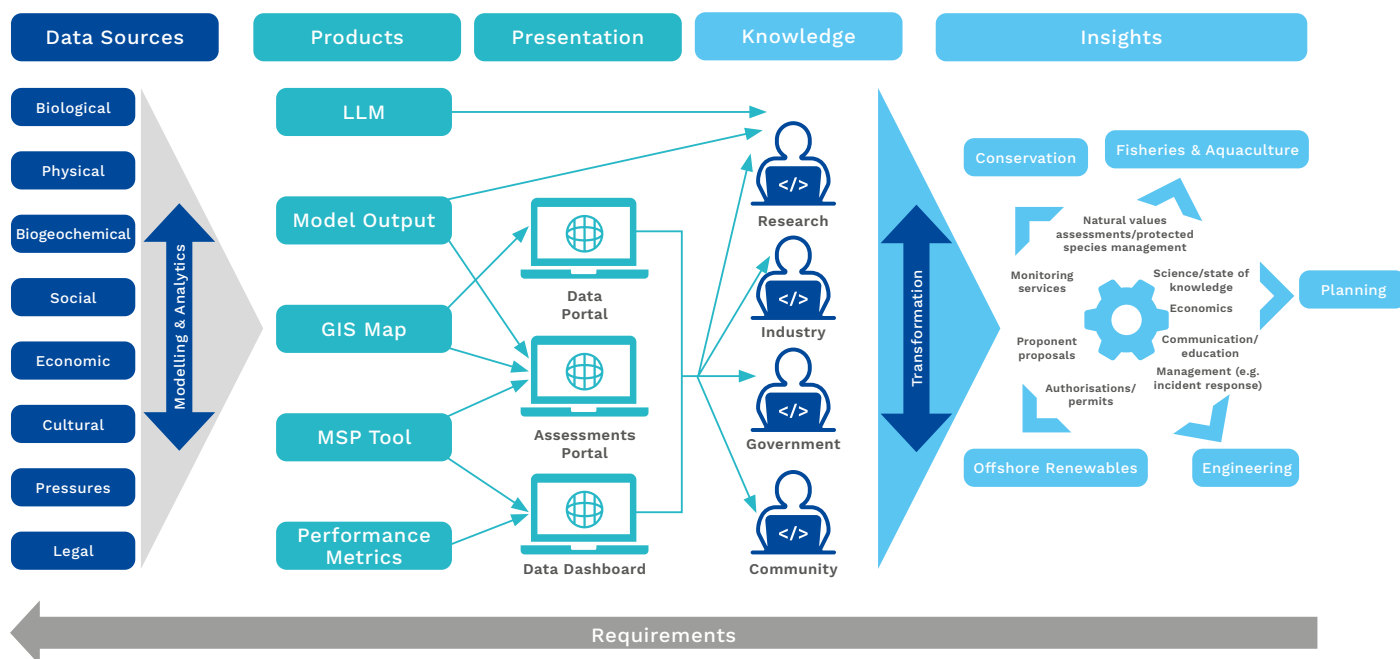 Data Sources
Products
Presentation
Knowledge
Insights
Biological
Physical
Biogeochemical
Social
Economic
Cultural
Pressures
Legal
Modelling & Analytics
LLM
Model Output
GIS Map
MSP Tool
Performance
Metrics
Data
Portal
Assessments
Portal
Data Dashboard
</>
Research
</>
Industry
</>
Government
</>
Community
Transformation
Conservation
Fisheries & Aquaculture
Natural values
assessments/protected
species management
Monitoring
services
Science/state of
knowledge
Economics
Planning
Proponent
proposals
Communication/
education
Management (e.g.
incident response)
Authorisations/
permits
Offshore Renewables
Engineering
Requirements